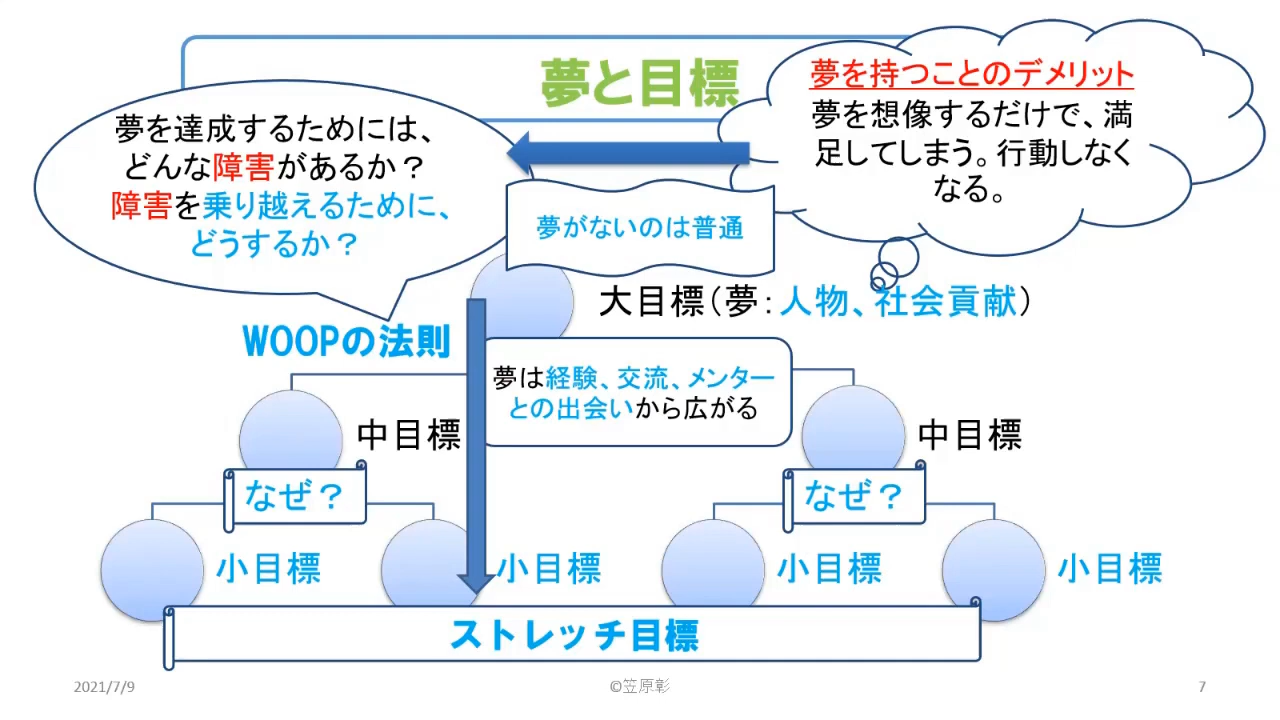 夢と目標
夢を持つことのデメリット
夢を想像するだけで、満
足してしまう。行動しなく
なる。
夢を達成するためには、
どんな障害があるか？
障害を乗り越えるために、
どうするか？
夢がないのは普通
大目標（夢：人物、社会貢献）
WOOPの法則
夢は経験、交流、メンター
との出会いから広がる
中目標
中目標
なぜ？
なぜ？
小目標
小目標
小目標
小目標
ストレッチ目標
2021/7/9
©笠原彰
7